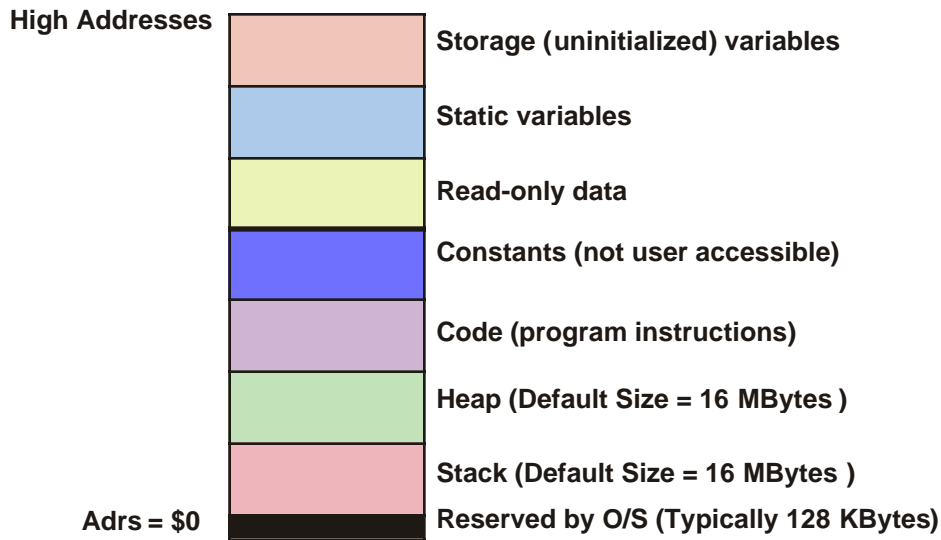 High Addresses
Storage (uninitialized) variables
Static variables
Read-only data
Constants (not user accessible)
Code (program instructions)
Heap (Default Size = 16 MBytes )
Stack (Default Size = 16 MBytes )
Adrs = $0
Reserved by O/S (Typically 128 KBytes)